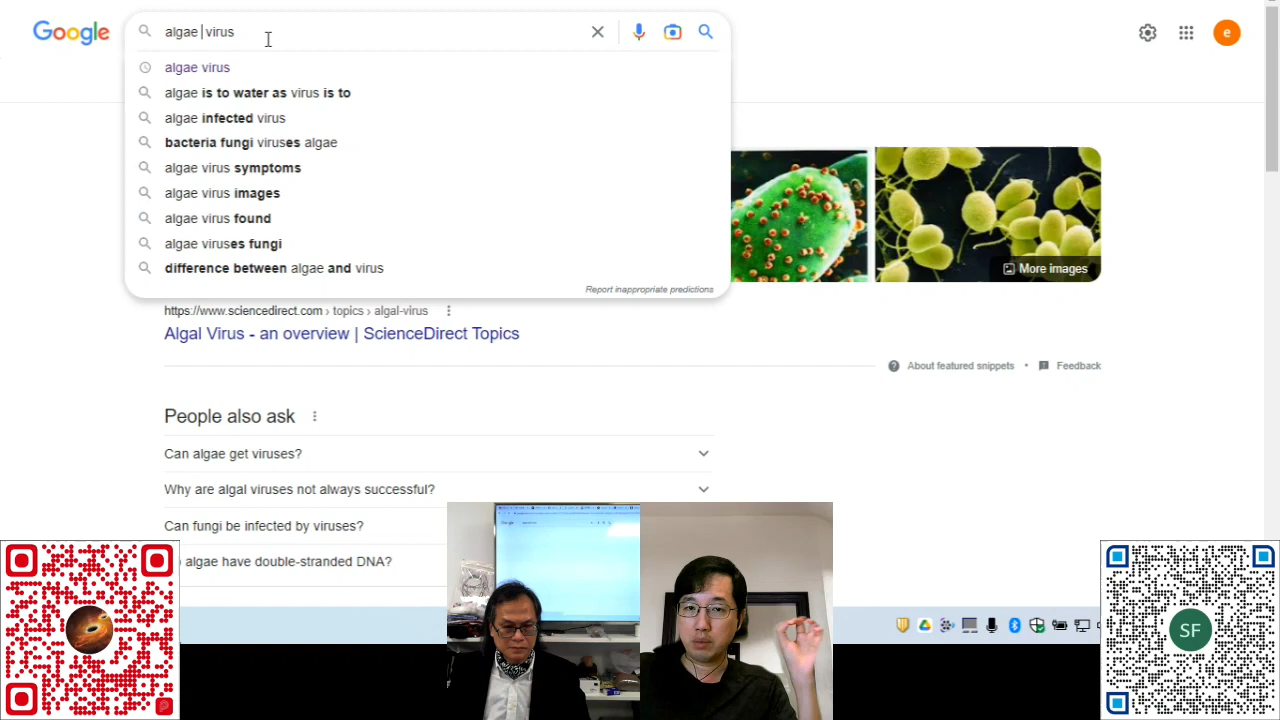 Google
algae virus
algae virus
algae is to water as virus is to
algae infected virus
bacteria fungi viruses algae
algae virus symptoms
algae virus images
algae virus found
algae viruses fungi
difference between algae and virus
Report inappropriate predictions
e
More images
https://www.sciencedirect.com › topics › algal-virus
Algal Virus - an overview | ScienceDirect Topics
About featured snippets • Feedback
People also ask
Can algae get viruses?
Why are algal viruses not always successful?
Can fungi be infected by viruses?
algae have double-stranded DNA?
Google
SF